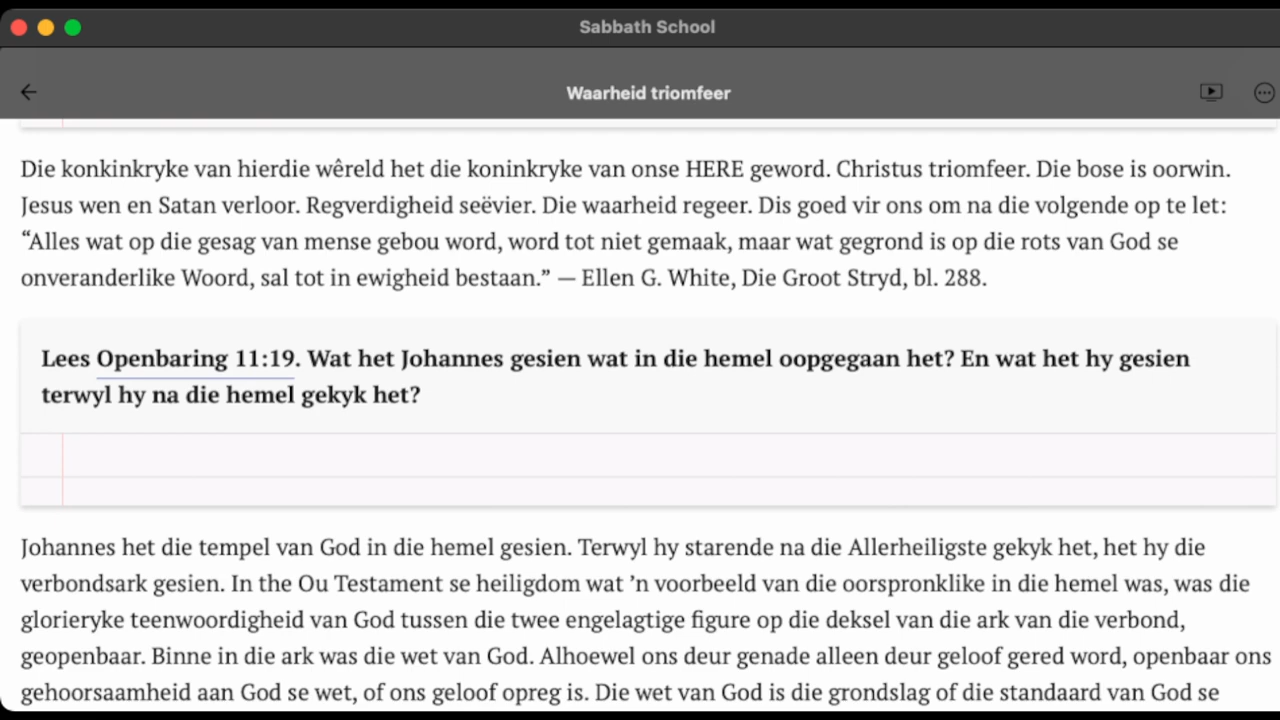 Sabbath School
Waarheid triomfeer
Die konkinkryke van hierdie wêreld het die koninkryke van onse HERE geword. Christus triomfeer. Die bose is oorwin.
Jesus wen en Satan verloor. Regverdigheid seëvier. Die waarheid regeer. Dis goed vir ons om na die volgende op te let:
“Alles wat op die gesag van mense gebou word, word tot niet gemaak, maar wat gegrond is op die rots van God se
onveranderlike Woord, sal tot in ewigheid bestaan.” — Ellen G. White, Die Groot Stryd, bl. 288.
Lees Openbaring 11:19. Wat het Johannes gesien wat in die hemel oopgegaan het? En wat het hy gesien
terwyl hy na die hemel gekyk het?
Johannes het die tempel van God in die hemel gesien. Terwyl hy starende na die Allerheiligste gekyk het, het hy die
verbondsark gesien. In the Ou Testament se heiligdom wat ’n voorbeeld van die oorspronklike in die hemel was, was die
glorieryke teenwoordigheid van God tussen die twee engelagtige figure op die deksel van die ark van die verbond,
geopenbaar. Binne in die ark was die wet van God. Alhoewel ons deur genade alleen deur geloof gered word, openbaar ons
gehoorsaamheid aan God se wet, of ons geloof opreg is. Die wet van God is die grondslag of die standaard van God se